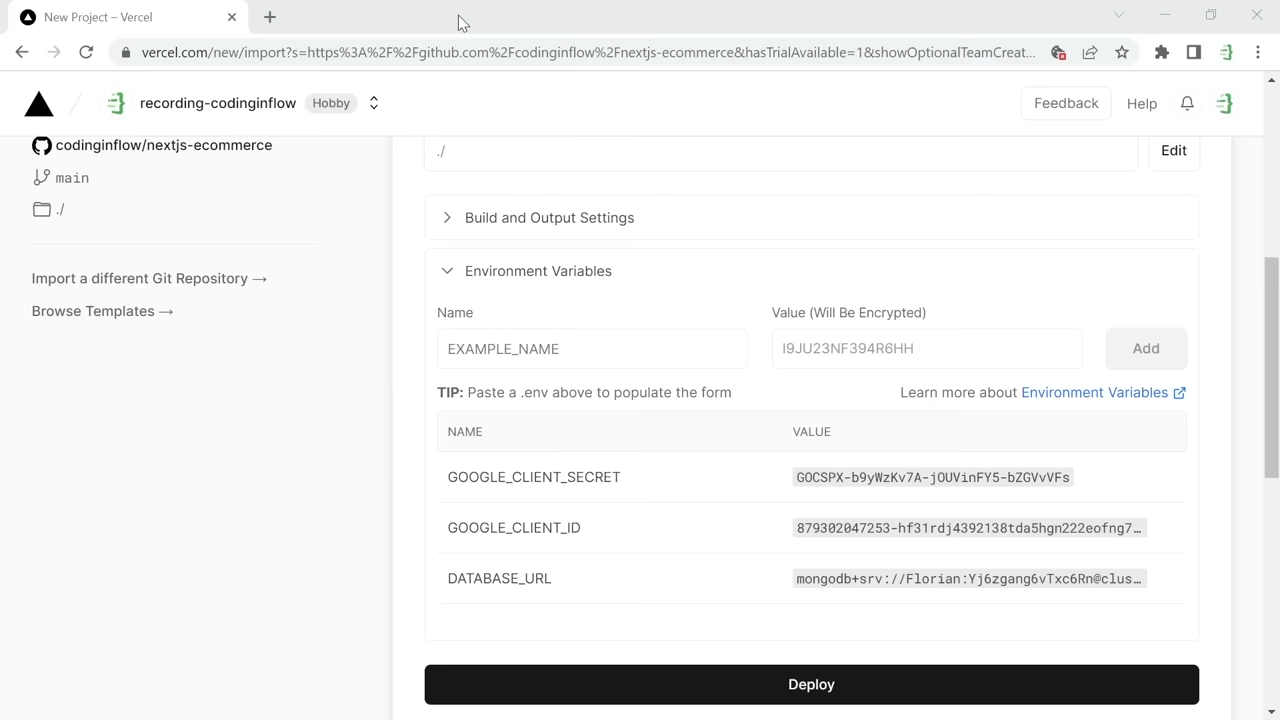 New Project – Vercel
vercel.com/new/import?s=https%3A%2F%2Fgithub.com%2Fcodinginflow%2Fnextjs-ecommerce&hasTrialAvailable=1&showOptionalTeamCreat...
recording-codinginflow Hobby Feedback Help
codinginflow/nextjs-ecommerce
main
./
Import a different Git Repository →
Browse Templates →
./ Edit
Build and Output Settings
Environment Variables
Name Value (Will Be Encrypted)
EXAMPLE_NAME I9JU23NF394R6HH Add
TIP: Paste a .env above to populate the form Learn more about Environment Variables
NAME VALUE
GOOGLE_CLIENT_SECRET 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
GOOGLE_CLIENT_ID 879302047253-hf31rdj4392138tda5hgn222eofng7…
DATABASE_URL mongodb+srv://Florian:Yj6zgang6vTxc6Rn@clus…
Deploy